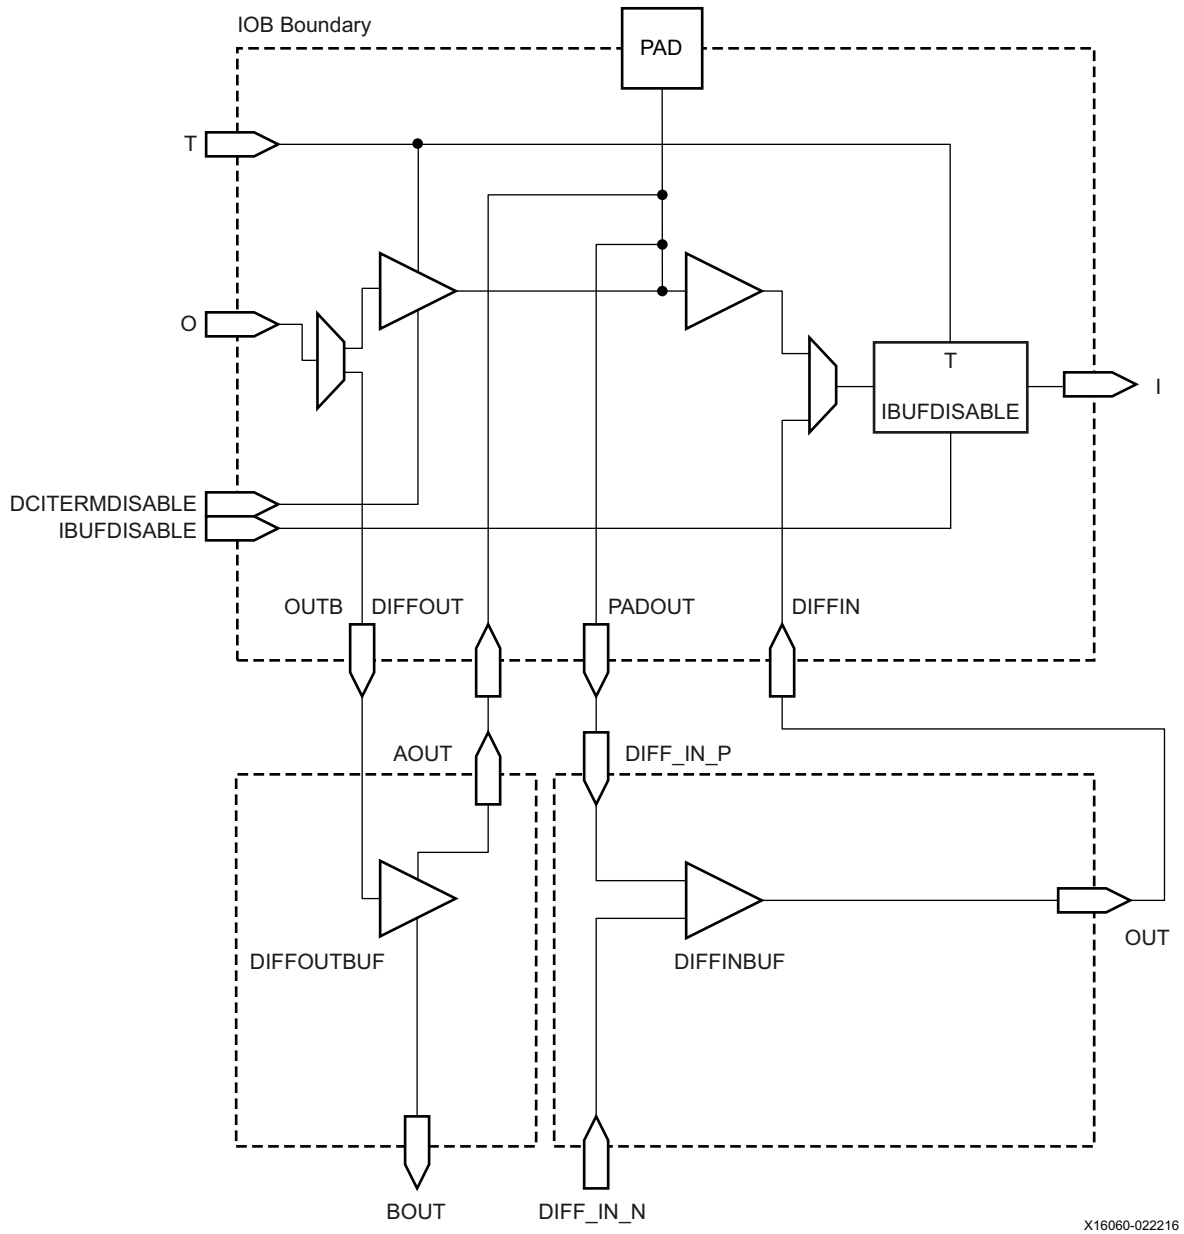 IOB Boundary
PAD
T
O
T
IBUFDISABLE
I
DCITERMDISABLE
IBUFDISABLE
OUTB DIFFOUT PADOUT DIFFIN
AOUT DIFF_IN_P
DIFFOUTBUF DIFFINBUF
OUT
BOUT DIFF_IN_N
X16060-022216